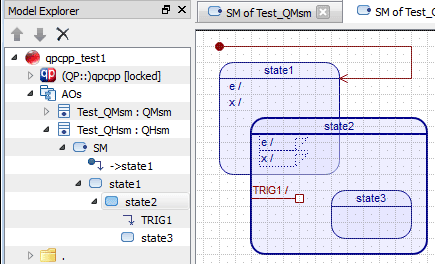 Model Explorer
qpcpp_test1
(QP::)qpcpp [locked]
AOs
Test_QMsm : QMsm
Test_QHsm : QHsm
SM
->state1
state1
state2
TRIG1
state3
.
SM of Test_QMsm
SM of Test_QHsm
state1
e /
x /
state2
e /
x /
TRIG1 /
state3